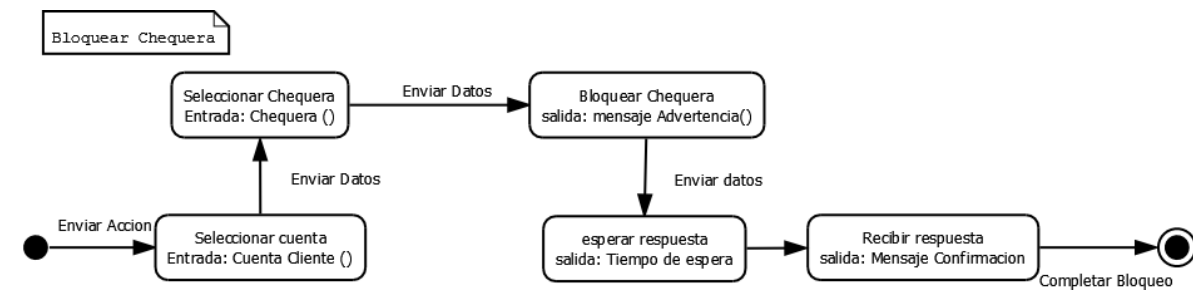 Bloquear Chequera
Seleccionar Chequera
Entrada: Chequera ()
Enviar Datos
Bloquear Chequera
salida: mensaje Advertencia()
Enviar Datos
Enviar datos
Enviar Accion
Seleccionar cuenta
Entrada: Cuenta Cliente ()
esperar respuesta
salida: Tiempo de espera
Recibir respuesta
salida: Mensaje Confirmacion
Completar Bloqueo